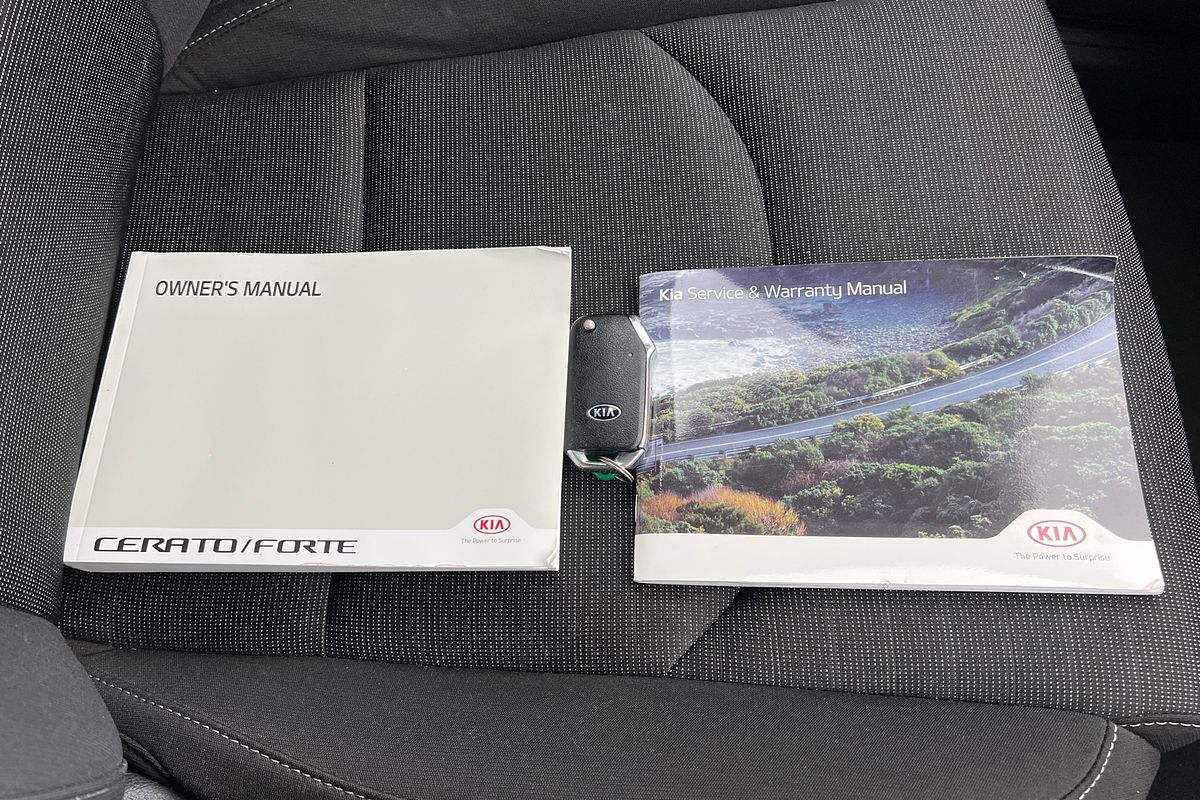 OWNER'S MANUAL
CERATO/FORTE
KIA
The Power to Surprise
KIA
Kia Service & Warranty Manual
KIA
The Power to Surprise